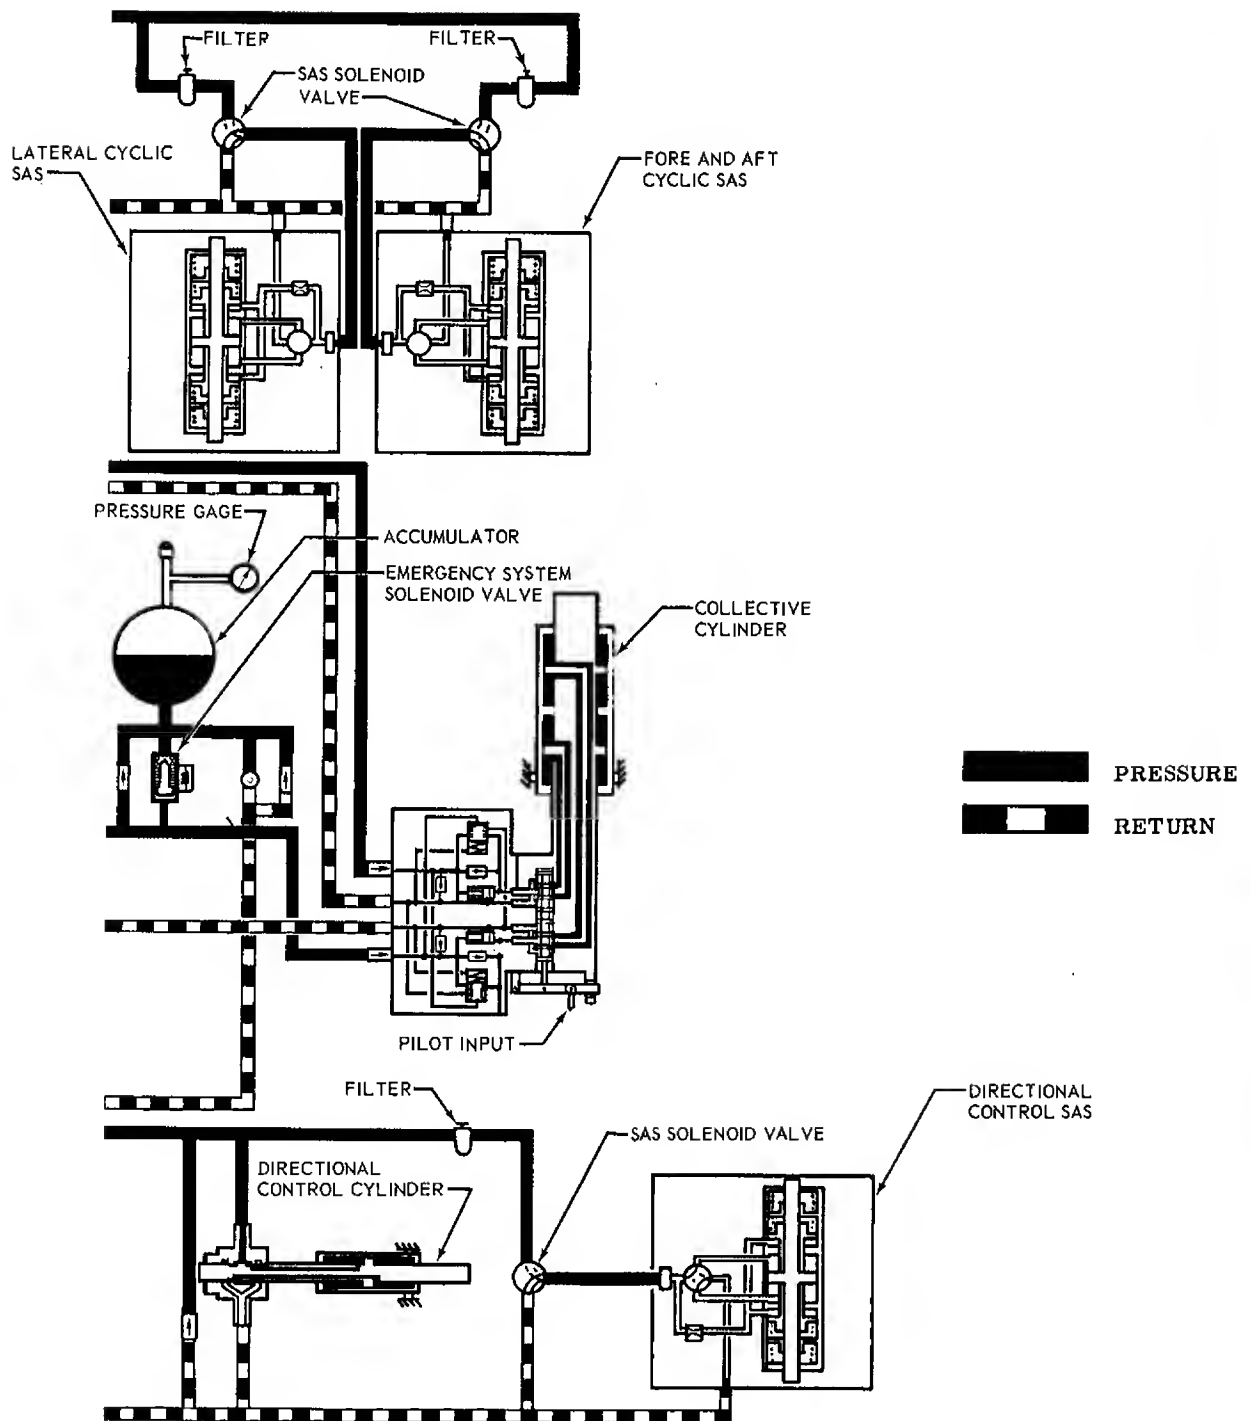 FILTER
FILTER
SAS SOLENOID
VALVE
LATERAL CYCLIC
SAS
FORE AND AFT
CYCLIC SAS
PRESSURE GAGE
ACCUMULATOR
EMERGENCY SYSTEM
SOLENOID VALVE
COLLECTIVE
CYLINDER
PRESSURE
RETURN
PILOT INPUT
FILTER
DIRECTIONAL
CONTROL SAS
SAS SOLENOID VALVE
DIRECTIONAL
CONTROL CYLINDER